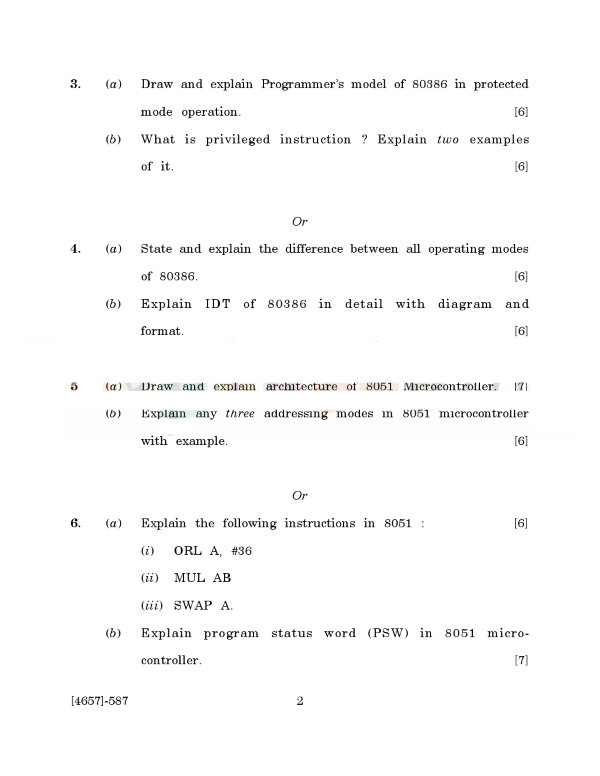 3. (a) Draw and explain Programmer's model of 80386 in protected
mode operation. [6]
(b) What is privileged instruction ? Explain two examples
of it. [6]
Or
4. (a) State and explain the difference between all operating modes
of 80386. [6]
(b) Explain IDT of 80386 in detail with diagram and
format. [6]
5 (a) Draw and explain architecture of 8051 Microcontroller. [7]
(b) Explain any three addressing modes in 8051 microcontroller
with example. [6]
Or
6. (a) Explain the following instructions in 8051 : [6]
(i) ORL A, #36
(ii) MUL AB
(iii) SWAP A.
(b) Explain program status word (PSW) in 8051 micro-
controller. [7]
[4657]-587 2